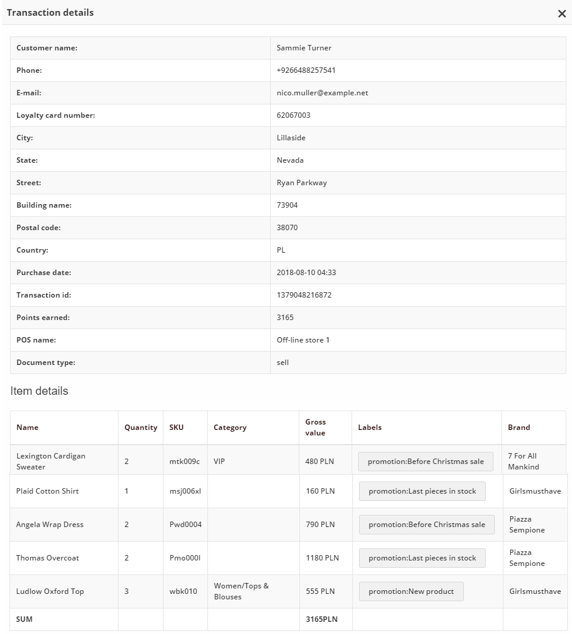 Transaction details
Customer name: Sammie Turner
Phone: +9266488257541
E-mail: nico.muller@example.net
Loyalty card number: 62067003
City: Lillaside
State: Nevada
Street: Ryan Parkway
Building name: 73904
Postal code: 38070
Country: PL
Purchase date: 2018-08-10 04:33
Transaction id: 1379048216872
Points earned: 3165
POS name: Off-line store 1
Document type: sell
Item details
Name Quantity SKU Category Gross value Labels Brand
Lexington Cardigan Sweater 2 mtk009c VIP 480 PLN promotion:Before Christmas sale 7 For All Mankind
Plaid Cotton Shirt 1 msj006xl 160 PLN promotion:Last pieces in stock Girlsmusthave
Angela Wrap Dress 2 Pwd0004 790 PLN promotion:Before Christmas sale Piazza Sempione
Thomas Overcoat 2 Pmo000l 1180 PLN promotion:Last pieces in stock Piazza Sempione
Ludlow Oxford Top 3 wbk010 Women/Tops & Blouses 555 PLN promotion:New product Girlsmusthave
SUM 3165PLN